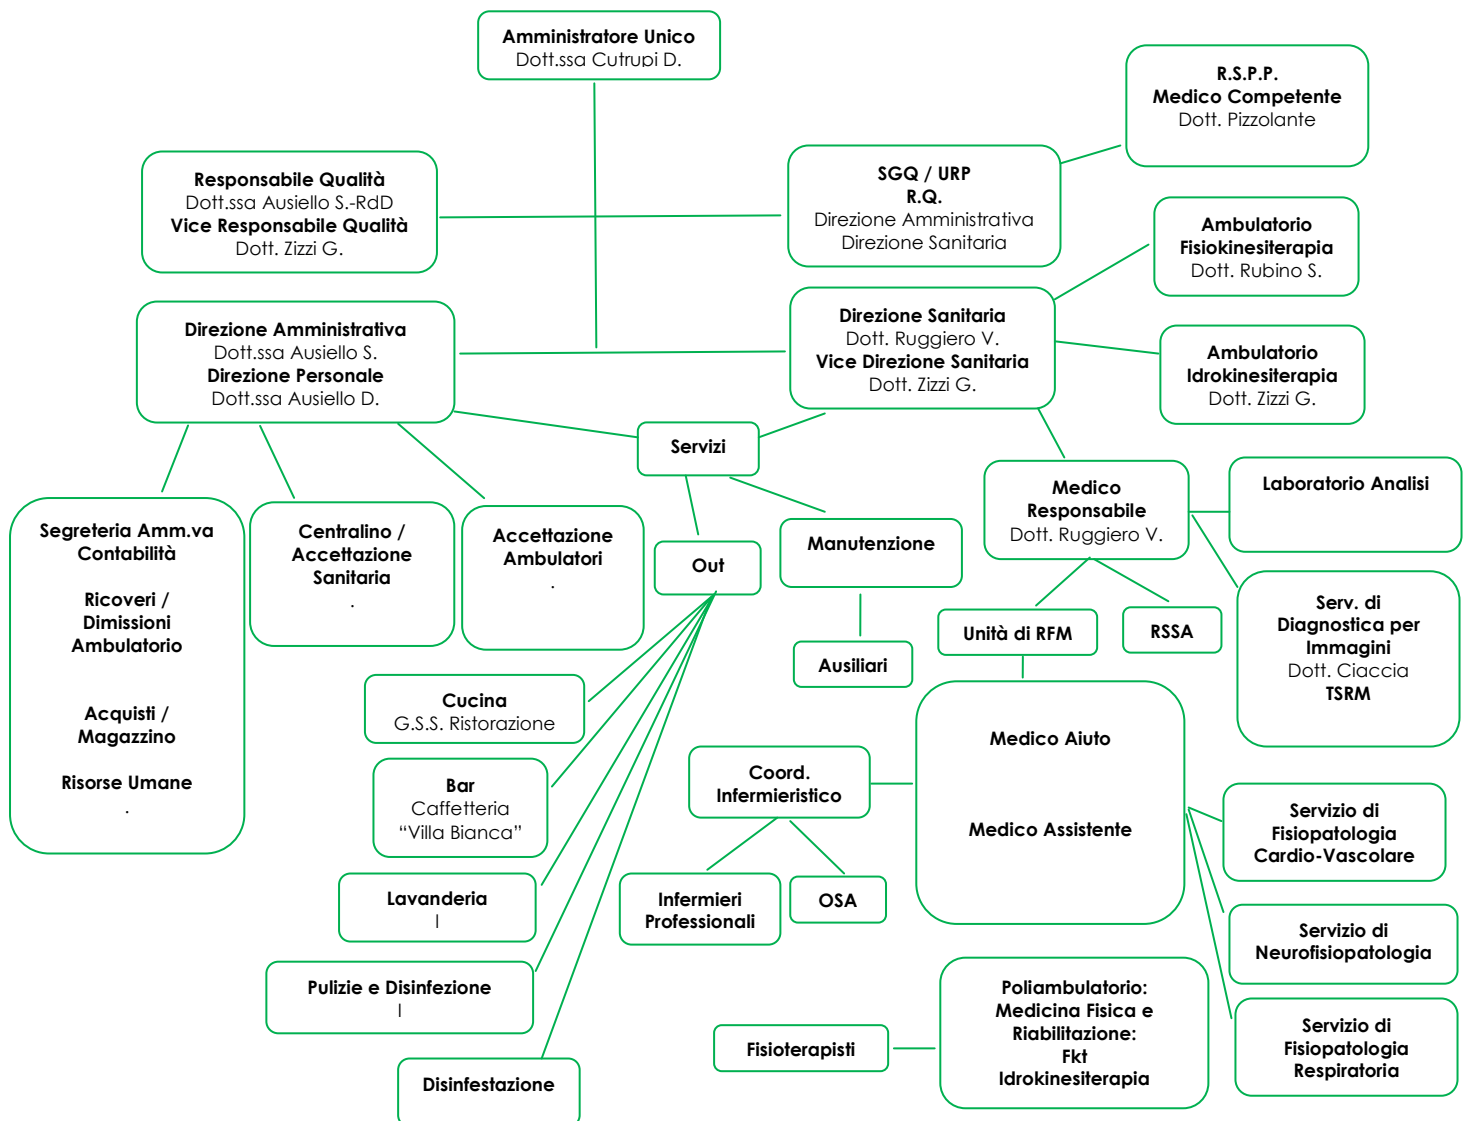 Amministratore Unico
Dott.ssa Cutrupi D.
R.S.P.P.
Medico Competente
Dott. Pizzolante
Responsabile Qualità
Dott.ssa Ausiello S.-RdD
Vice Responsabile Qualità
Dott. Zizzi G.
SGQ / URP
R.Q.
Direzione Amministrativa
Direzione Sanitaria
Ambulatorio
Fisiokinesiterapia
Dott. Rubino S.
Direzione Amministrativa
Dott.ssa Ausiello S.
Direzione Personale
Dott.ssa Ausiello D.
Direzione Sanitaria
Dott. Ruggiero V.
Vice Direzione Sanitaria
Dott. Zizzi G.
Ambulatorio
Idrokinesiterapia
Dott. Zizzi G.
Servizi
Segreteria Amm.va
Contabilità
Ricoveri /
Dimissioni
Ambulatorio
Acquisti /
Magazzino
Risorse Umane
.
Centralino /
Accettazione
Sanitaria
.
Accettazione
Ambulatori
.
Out
Manutenzione
Ausiliari
Medico
Responsabile
Dott. Ruggiero V.
Laboratorio Analisi
Unità di RFM
RSSA
Serv. di
Diagnostica per
Immagini
Dott. Ciaccia
TSRM
Cucina
G.S.S. Ristorazione
Bar
Caffetteria
“Villa Bianca”
Lavanderia
I
Pulizie e Disinfezione
I
Disinfestazione
Coord.
Infermieristico
Medico Aiuto
Medico Assistente
Infermieri
Professionali
OSA
Servizio di
Fisiopatologia
Cardio-Vascolare
Servizio di
Neurofisiopatologia
Servizio di
Fisiopatologia
Respiratoria
Fisioterapisti
Poliambulatorio:
Medicina Fisica e
Riabilitazione:
Fkt
Idrokinesiterapia